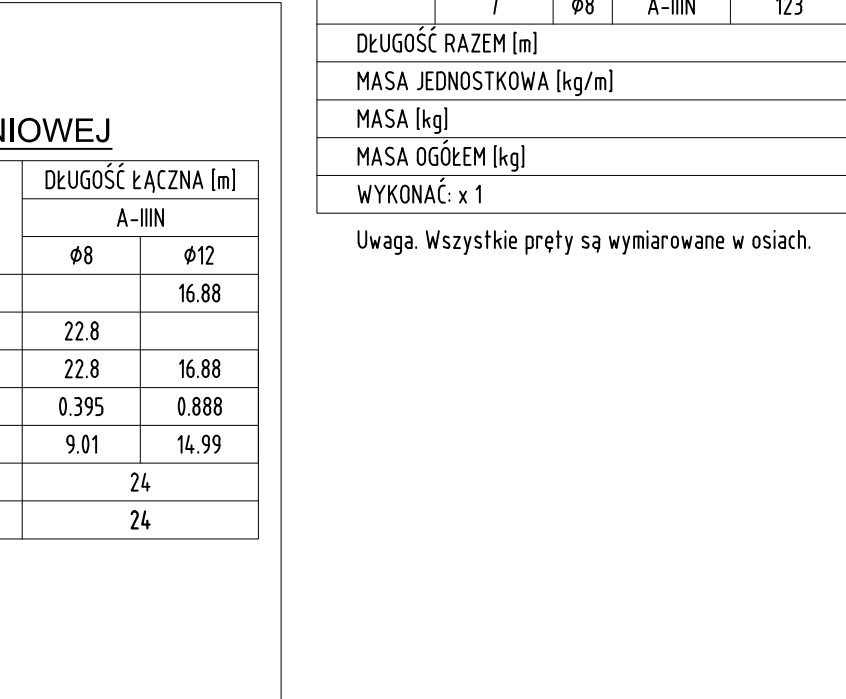 NIOWEJ
DŁUGOŚĆ ŁĄCZNA [m]
A-IIIN
ϕ8 ϕ12
16.88
22.8
22.8 16.88
0.395 0.888
9.01 14.99
24
24
7 ϕ8 A-IIIN 123
DŁUGOŚĆ RAZEM [m]
MASA JEDNOSTKOWA [kg/m]
MASA [kg]
MASA OGÓŁEM [kg]
WYKONAĆ: x 1
Uwaga. Wszystkie pręty są wymiarowane w osiach.